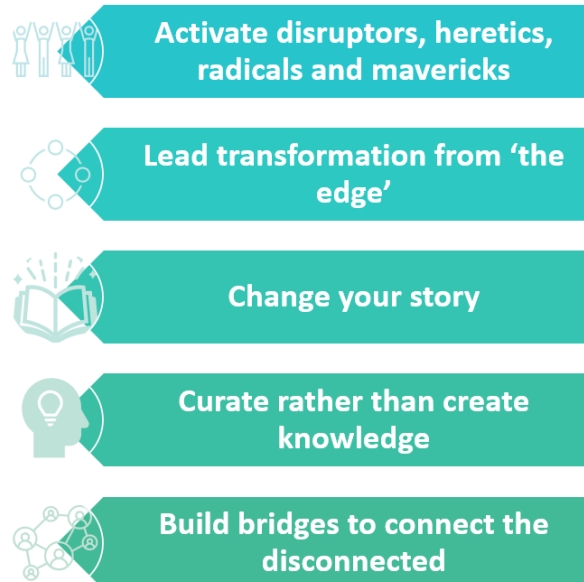 Activate disruptors, heretics,
radicals and mavericks
Lead transformation from ‘the
edge’
Change your story
Curate rather than create
knowledge
Build bridges to connect the
disconnected